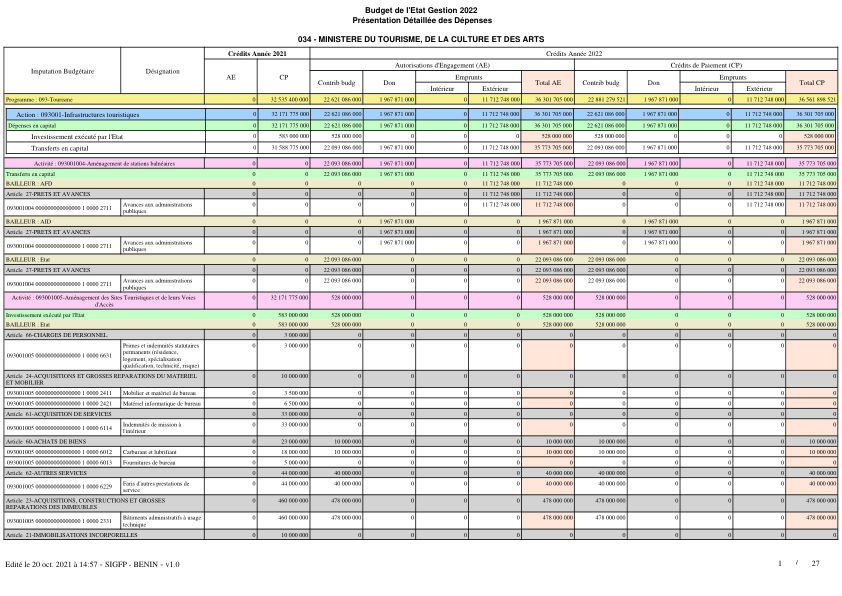 Budget de l'Etat Gestion 2022
Présentation Détaillée des Dépenses
034 - MINISTERE DU TOURISME, DE LA CULTURE ET DES ARTS
Imputation Budgétaire Désignation Crédits Année 2021 Crédits Année 2022
AE CP Autorisations d'Engagement (AE) Crédits de Paiement (CP)
Contrib budg Don Emprunts Total AE Contrib budg Don Emprunts Total CP
Intérieur Extérieur Intérieur Extérieur
Programme : 093-Tourisme 0 32 535 400 000 22 621 086 000 1 967 871 000 0 11 712 748 000 36 301 705 000 22 881 279 521 1 967 871 000 0 11 712 748 000 36 561 898 521
Action : 093001-Infrastructures touristiques 0 32 171 775 000 22 621 086 000 1 967 871 000 0 11 712 748 000 36 301 705 000 22 621 086 000 1 967 871 000 0 11 712 748 000 36 301 705 000
Dépenses en capital 0 32 171 775 000 22 621 086 000 1 967 871 000 0 11 712 748 000 36 301 705 000 22 621 086 000 1 967 871 000 0 11 712 748 000 36 301 705 000
Investissement exécuté par l'Etat 0 583 000 000 528 000 000 0 0 0 528 000 000 528 000 000 0 0 0 528 000 000
Transferts en capital 0 31 588 775 000 22 093 086 000 1 967 871 000 0 11 712 748 000 35 773 705 000 22 093 086 000 1 967 871 000 0 11 712 748 000 35 773 705 000
Activité : 093001004-Aménagement de stations balnéaires 0 0 22 093 086 000 1 967 871 000 0 11 712 748 000 35 773 705 000 22 093 086 000 1 967 871 000 0 11 712 748 000 35 773 705 000
Transferts en capital 0 0 22 093 086 000 1 967 871 000 0 11 712 748 000 35 773 705 000 22 093 086 000 1 967 871 000 0 11 712 748 000 35 773 705 000
BAILLEUR : AFD 0 0 0 0 0 11 712 748 000 11 712 748 000 0 0 0 11 712 748 000 11 712 748 000
Article 27-PRETS ET AVANCES 0 0 0 0 0 11 712 748 000 11 712 748 000 0 0 0 11 712 748 000 11 712 748 000
093001004 0000000000000000 1 0000 2711 Avances aux administrations publiques 0 0 0 0 0 11 712 748 000 11 712 748 000 0 0 0 11 712 748 000 11 712 748 000
BAILLEUR : AID 0 0 0 1 967 871 000 0 0 1 967 871 000 0 1 967 871 000 0 0 1 967 871 000
Article 27-PRETS ET AVANCES 0 0 0 1 967 871 000 0 0 1 967 871 000 0 1 967 871 000 0 0 1 967 871 000
093001004 0000000000000000 1 0000 2711 Avances aux administrations publiques 0 0 0 1 967 871 000 0 0 1 967 871 000 0 1 967 871 000 0 0 1 967 871 000
BAILLEUR : Etat 0 0 22 093 086 000 0 0 0 22 093 086 000 22 093 086 000 0 0 0 22 093 086 000
Article 27-PRETS ET AVANCES 0 0 22 093 086 000 0 0 0 22 093 086 000 22 093 086 000 0 0 0 22 093 086 000
093001004 0000000000000000 1 0000 2711 Avances aux administrations publiques 0 0 22 093 086 000 0 0 0 22 093 086 000 22 093 086 000 0 0 0 22 093 086 000
Activité : 093001005-Aménagement des Sites Touristiques et de leurs Voies d'Accès 0 32 171 775 000 528 000 000 0 0 0 528 000 000 528 000 000 0 0 0 528 000 000
Investissement exécuté par l'Etat 0 583 000 000 528 000 000 0 0 0 528 000 000 528 000 000 0 0 0 528 000 000
BAILLEUR : Etat 0 583 000 000 528 000 000 0 0 0 528 000 000 528 000 000 0 0 0 528 000 000
Article 66-CHARGES DE PERSONNEL 0 3 000 000 0 0 0 0 0 0 0 0 0 0
093001005 0000000000000000 1 0000 6631 Primes et indemnités statutaires permanents (résidence, logement, spécialisation qualification, technicité, risque) 0 3 000 000 0 0 0 0 0 0 0 0 0 0
Article 24-ACQUISITIONS ET GROSSES REPARATIONS DU MATERIEL ET MOBILIER 0 10 000 000 0 0 0 0 0 0 0 0 0 0
093001005 0000000000000000 1 0000 2411 Mobilier et matériel de bureau 0 3 500 000 0 0 0 0 0 0 0 0 0 0
093001005 0000000000000000 1 0000 2421 Matériel informatique de bureau 0 6 500 000 0 0 0 0 0 0 0 0 0 0
Article 61-ACQUISITION DE SERVICES 0 33 000 000 0 0 0 0 0 0 0 0 0 0
093001005 0000000000000000 1 0000 6114 Indemnités de mission à l'intérieur 0 33 000 000 0 0 0 0 0 0 0 0 0 0
Article 60-ACHATS DE BIENS 0 23 000 000 10 000 000 0 0 0 10 000 000 10 000 000 0 0 0 10 000 000
093001005 0000000000000000 1 0000 6012 Carburant et lubrifiant 0 18 000 000 10 000 000 0 0 0 10 000 000 10 000 000 0 0 0 10 000 000
093001005 0000000000000000 1 0000 6013 Fournitures de bureau 0 5 000 000 0 0 0 0 0 0 0 0 0 0
Article 62-AUTRES SERVICES 0 44 000 000 40 000 000 0 0 0 40 000 000 40 000 000 0 0 0 40 000 000
093001005 0000000000000000 1 0000 6229 Forfaits autres prestations de service 0 44 000 000 40 000 000 0 0 0 40 000 000 40 000 000 0 0 0 40 000 000
Article 23-ACQUISITIONS, CONSTRUCTIONS ET GROSSES REPARATIONS DES IMMEUBLES 0 460 000 000 478 000 000 0 0 0 478 000 000 478 000 000 0 0 0 478 000 000
093001005 0000000000000000 1 0000 2331 Bâtiments administratifs à usage technique 0 460 000 000 478 000 000 0 0 0 478 000 000 478 000 000 0 0 0 478 000 000
Article 21-IMMOBILISATIONS INCORPORELLES 0 10 000 000 0 0 0 0 0 0 0 0 0 0
Edité le 20 oct. 2021 à 14:57 - SIGFP - BENIN - v1.0 1 / 27